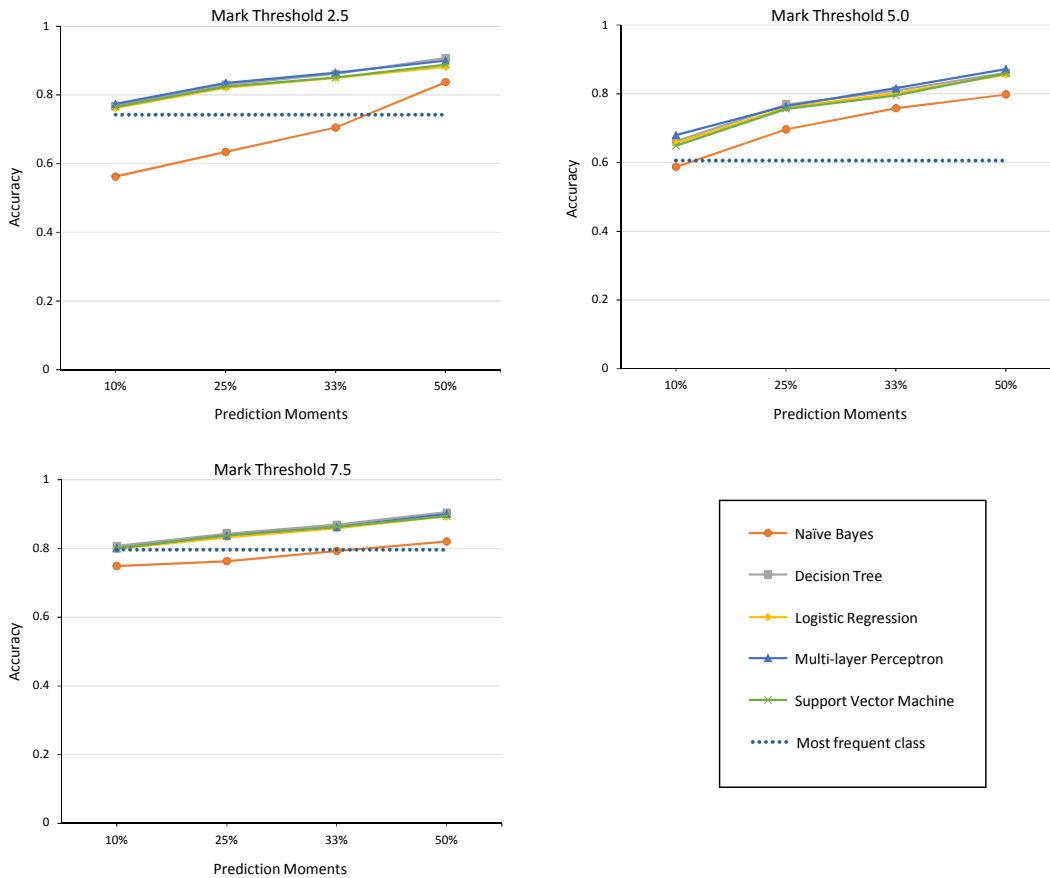 Mark Threshold 2.5
1
0.8
0.6
0.4
0.2
0
Accuracy
10%
25%
33%
50%
Prediction Moments
Mark Threshold 5.0
1
0.8
0.6
0.4
0.2
0
Accuracy
10%
25%
33%
50%
Prediction Moments
Mark Threshold 7.5
1
0.8
0.6
0.4
0.2
0
Accuracy
10%
25%
33%
50%
Prediction Moments
Naïve Bayes
Decision Tree
Logistic Regression
Multi-layer Perceptron
Support Vector Machine
Most frequent class